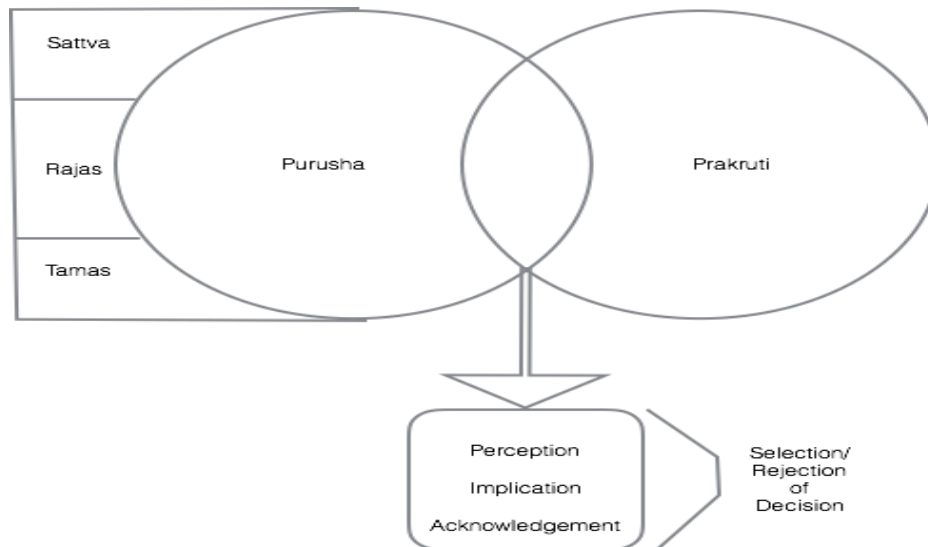 Sattva
Rajas
Purusha
Prakruti
Tamas
Perception
Implication
Acknowledgement
Selection/
Rejection
of
Decision